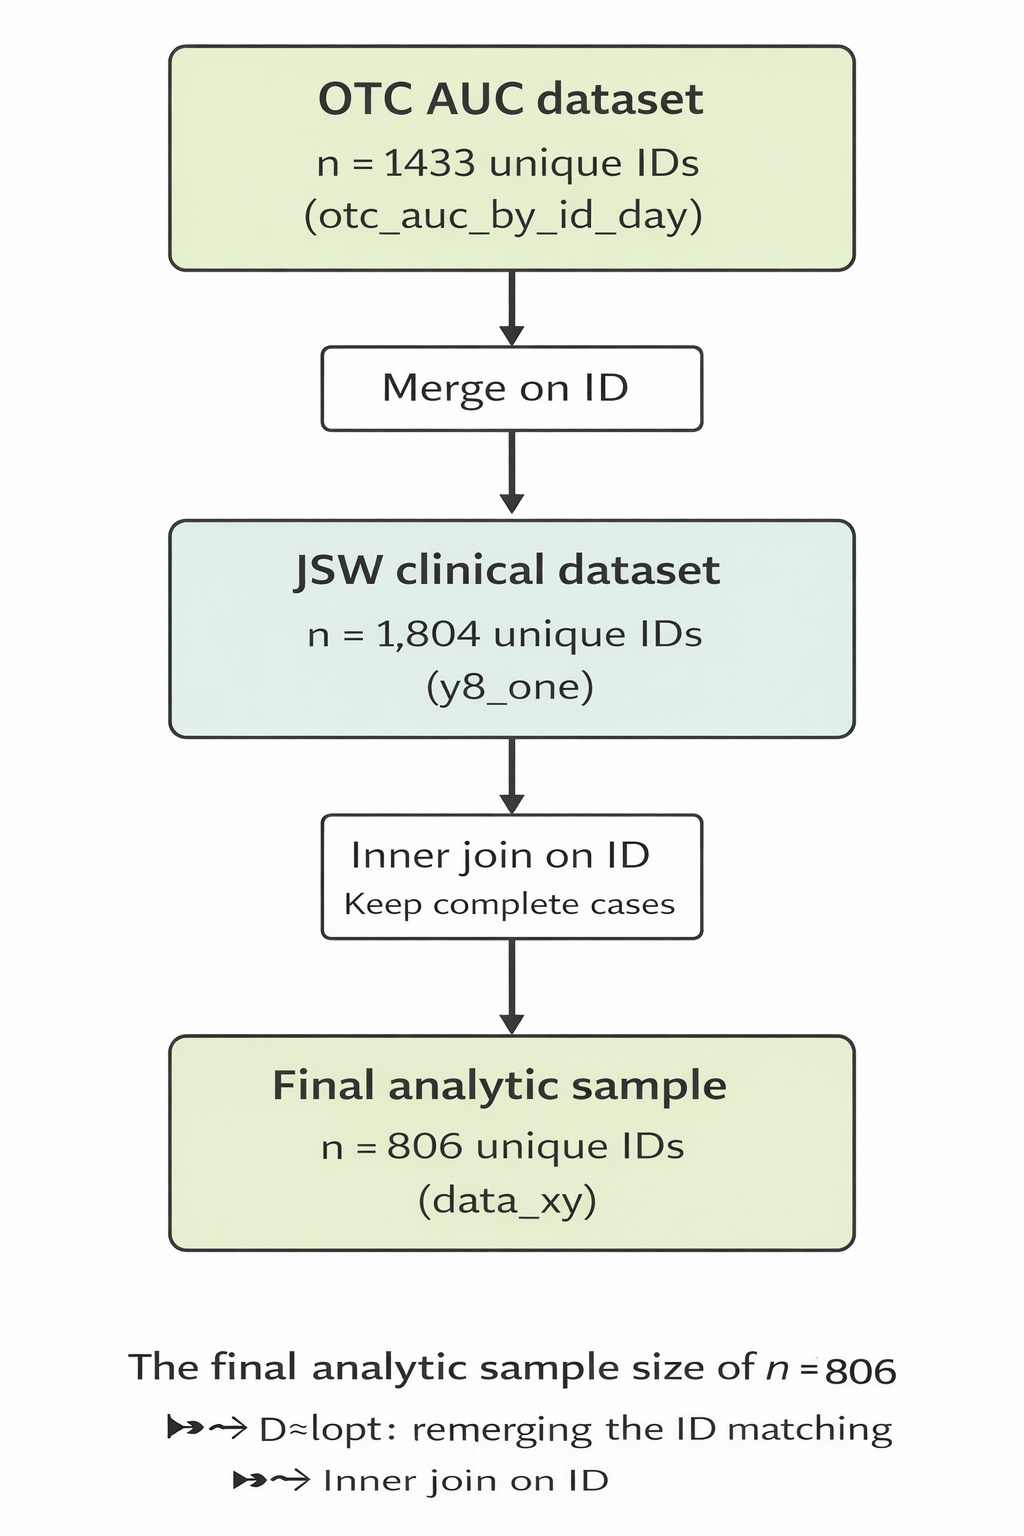 OTC AUC dataset
n = 1433 unique IDs
(otc_auc_by_id_day)
Merge on ID
JSW clinical dataset
n = 1,804 unique IDs
(y8_one)
Inner join on ID
Keep complete cases
Final analytic sample
n = 806 unique IDs
(data_xy)
The final analytic sample size of n = 806
D≈lopt: remerging the ID matching
Inner join on ID